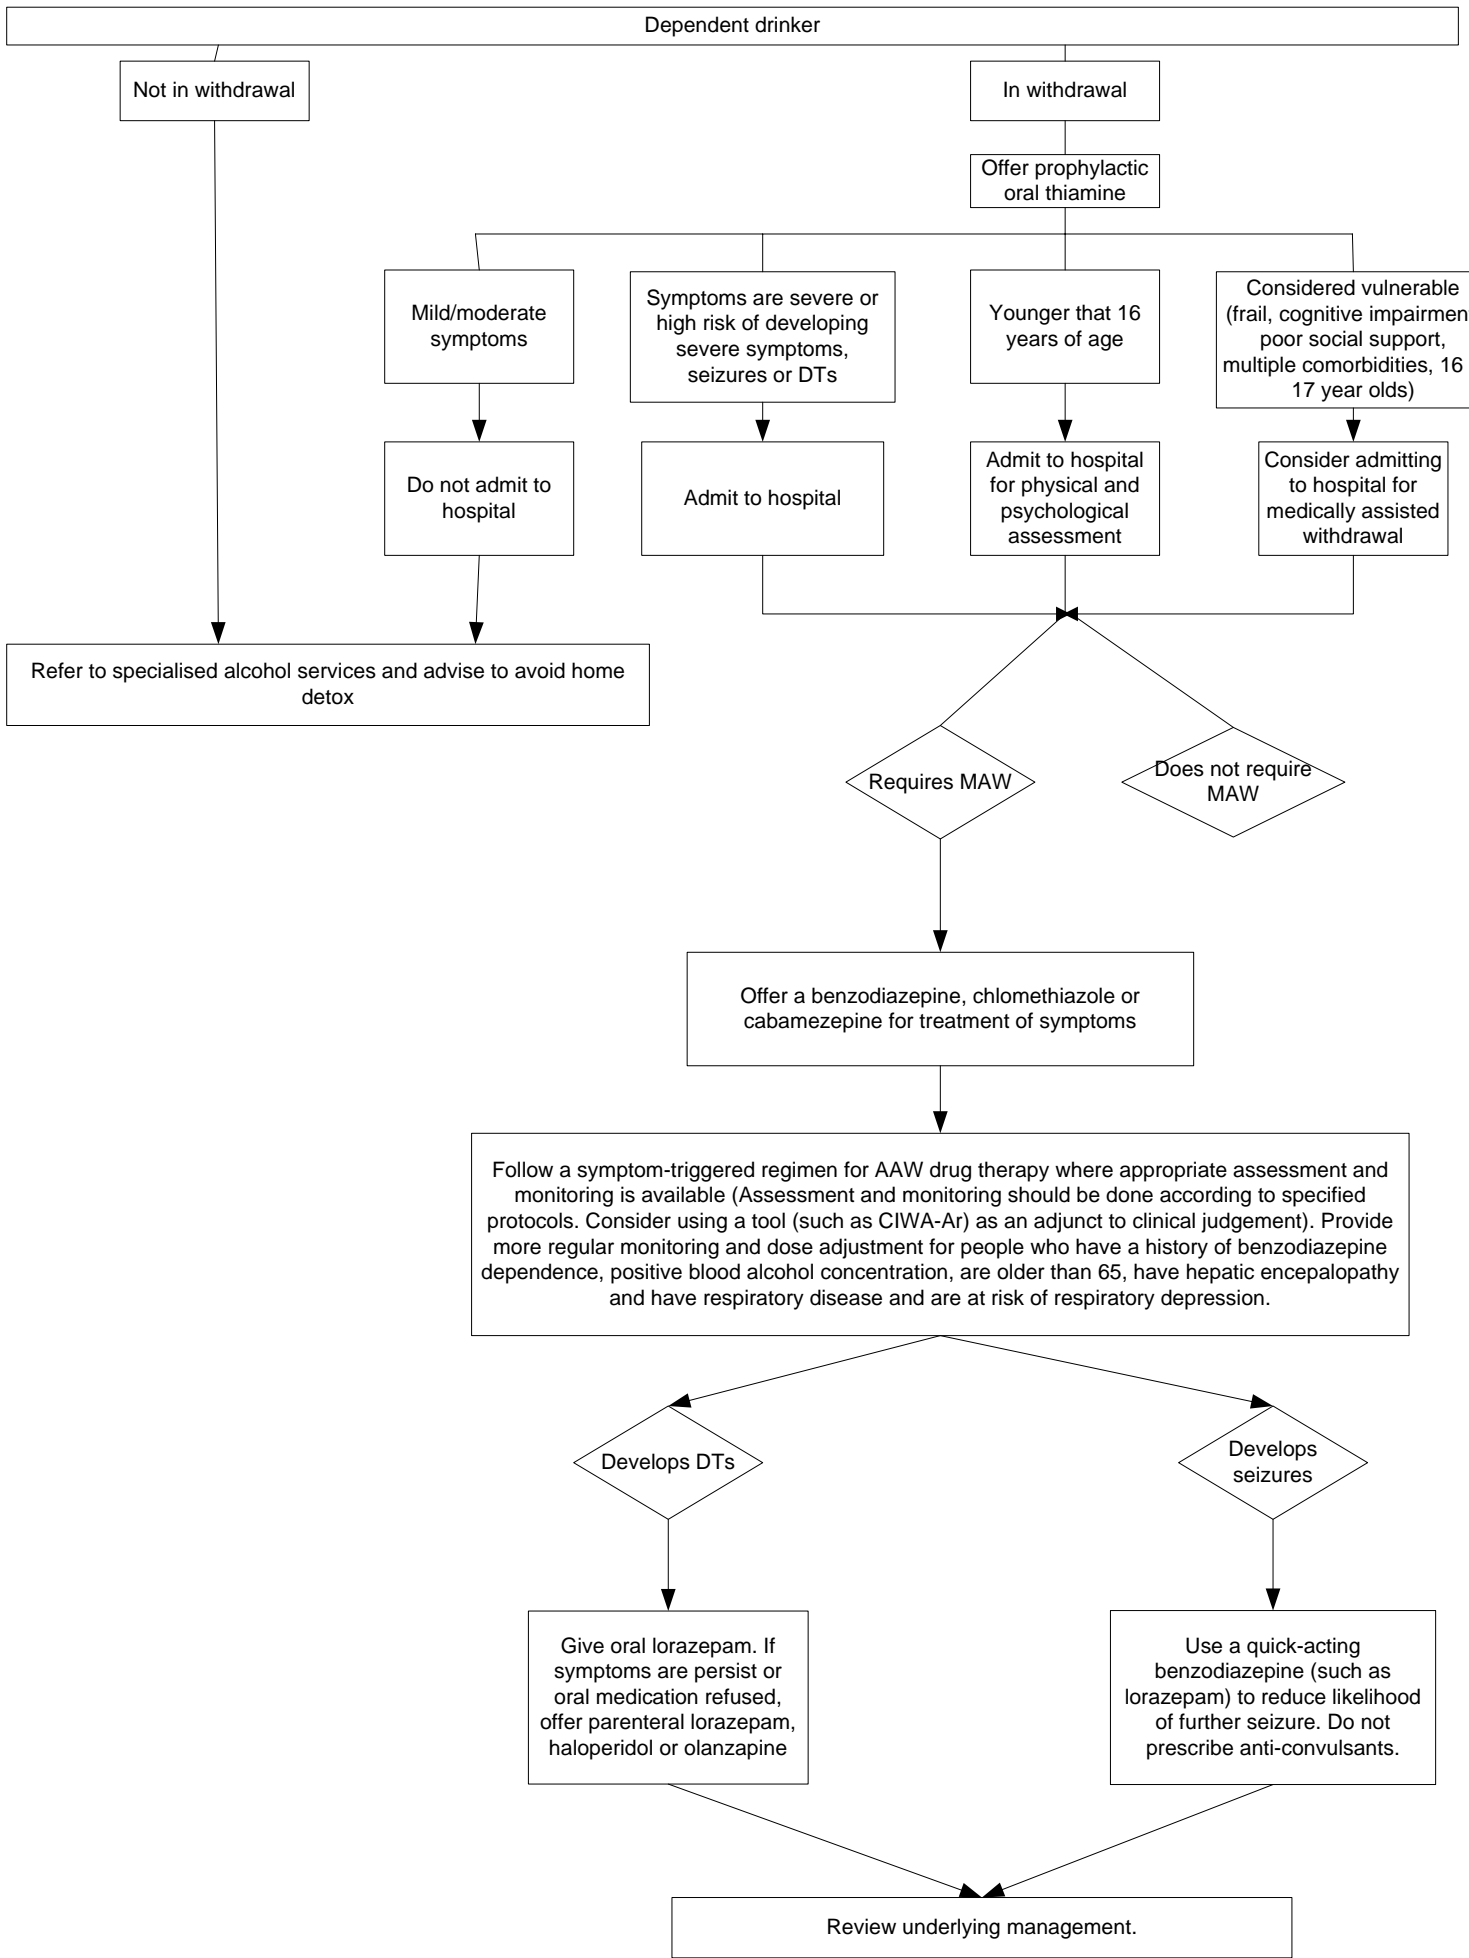 Dependent drinker
Not in withdrawal
In withdrawal
Offer prophylactic
oral thiamine
Mild/moderate
symptoms
Symptoms are severe or
high risk of developing
severe symptoms,
seizures or DTs
Younger that 16
years of age
Considered vulnerable
(frail, cognitive impairmen
poor social support,
multiple comorbidities, 16
17 year olds)
Do not admit to
hospital
Admit to hospital
Admit to hospital
for physical and
psychological
assessment
Consider admitting
to hospital for
medically assisted
withdrawal
Refer to specialised alcohol services and advise to avoid home
detox
Requires MAW
Does not require
MAW
Offer a benzodiazepine, chlomethiazole or
cabamezepine for treatment of symptoms
Follow a symptom-triggered regimen for AAW drug therapy where appropriate assessment and
monitoring is available (Assessment and monitoring should be done according to specified
protocols. Consider using a tool (such as CIWA-Ar) as an adjunct to clinical judgement). Provide
more regular monitoring and dose adjustment for people who have a history of benzodiazepine
dependence, positive blood alcohol concentration, are older than 65, have hepatic encepalopathy
and have respiratory disease and are at risk of respiratory depression.
Develops DTs
Develops
seizures
Give oral lorazepam. If
symptoms are persist or
oral medication refused,
offer parenteral lorazepam,
haloperidol or olanzapine
Use a quick-acting
benzodiazepine (such as
lorazepam) to reduce likelihood
of further seizure. Do not
prescribe anti-convulsants.
Review underlying management.